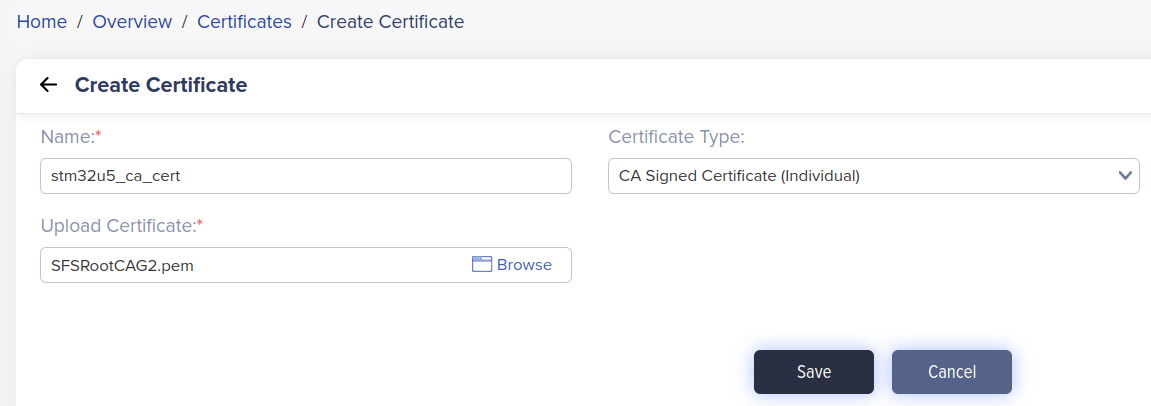 Home / Overview / Certificates / Create Certificate
Create Certificate
Name:*
stm32u5_ca_cert
Certificate Type:
CA Signed Certificate (Individual)
Upload Certificate:*
SFSRootCAG2.pem
Browse
Save
Cancel